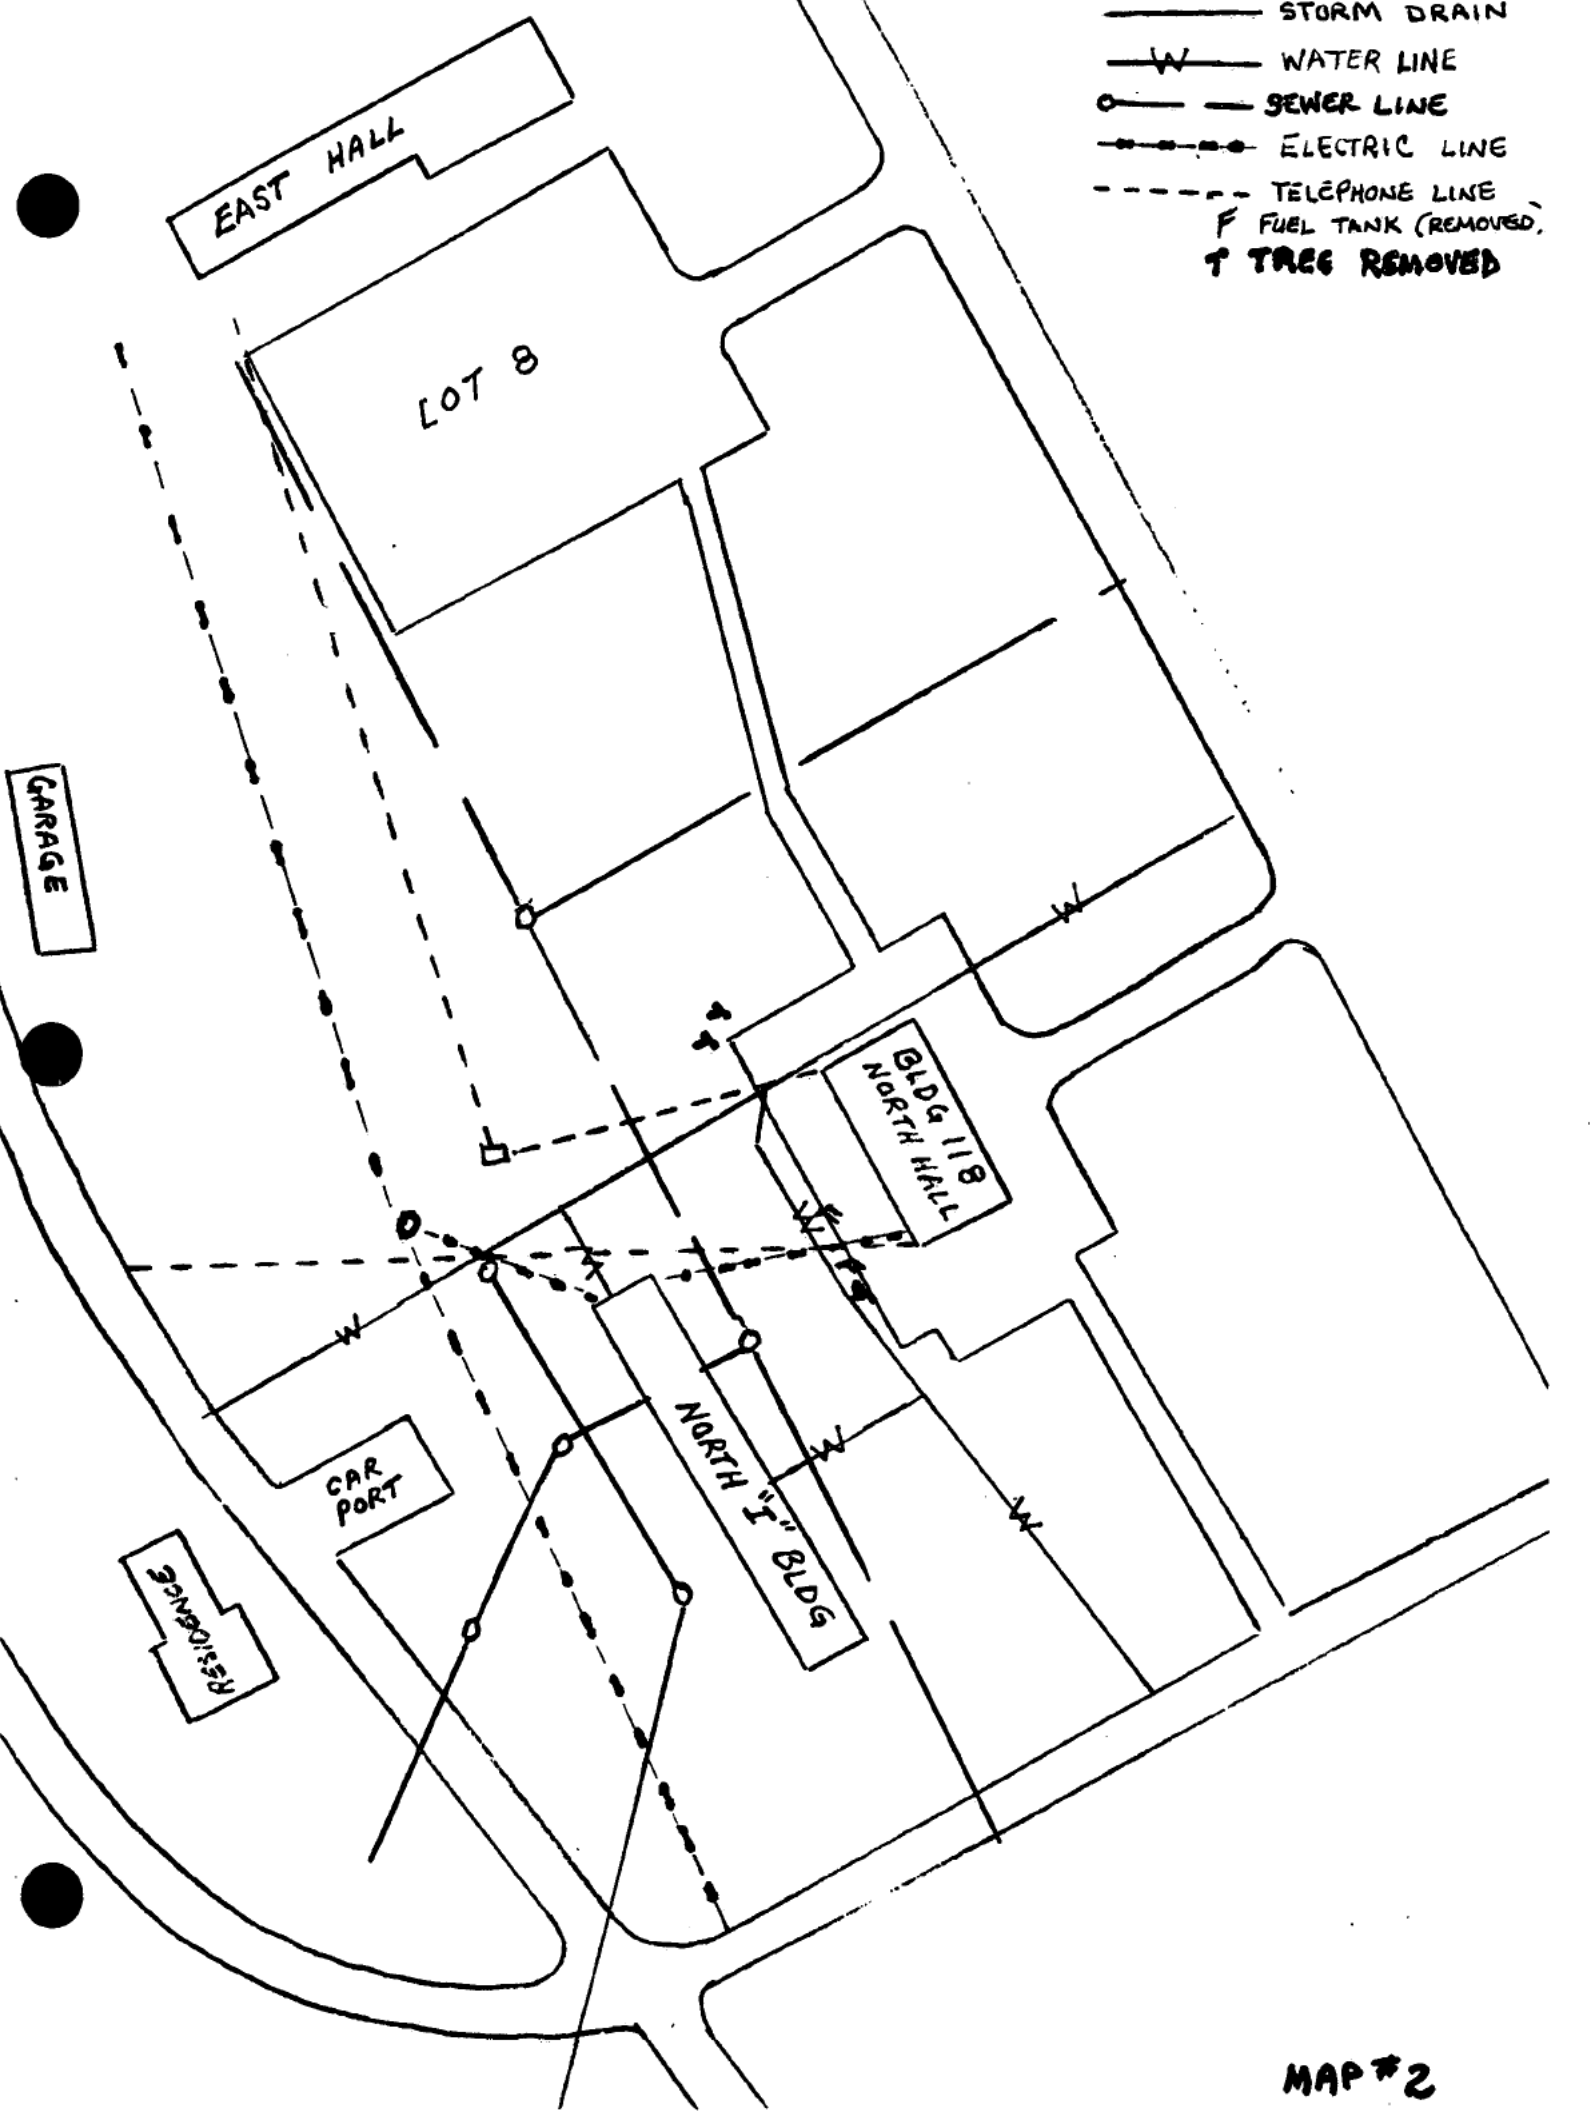 STORM DRAIN
W WATER LINE
SEWER LINE
ELECTRIC LINE
TELEPHONE LINE
F FUEL TANK (REMOVED)
T TREE REMOVED
EAST HALL
LOT 8
GARAGE
W
BLDG 118
NORTH HALL
W
F
T
W
W
CAR
PORT
NORTH "I" BLDG
W
W
RESIDENCE
MAP #2